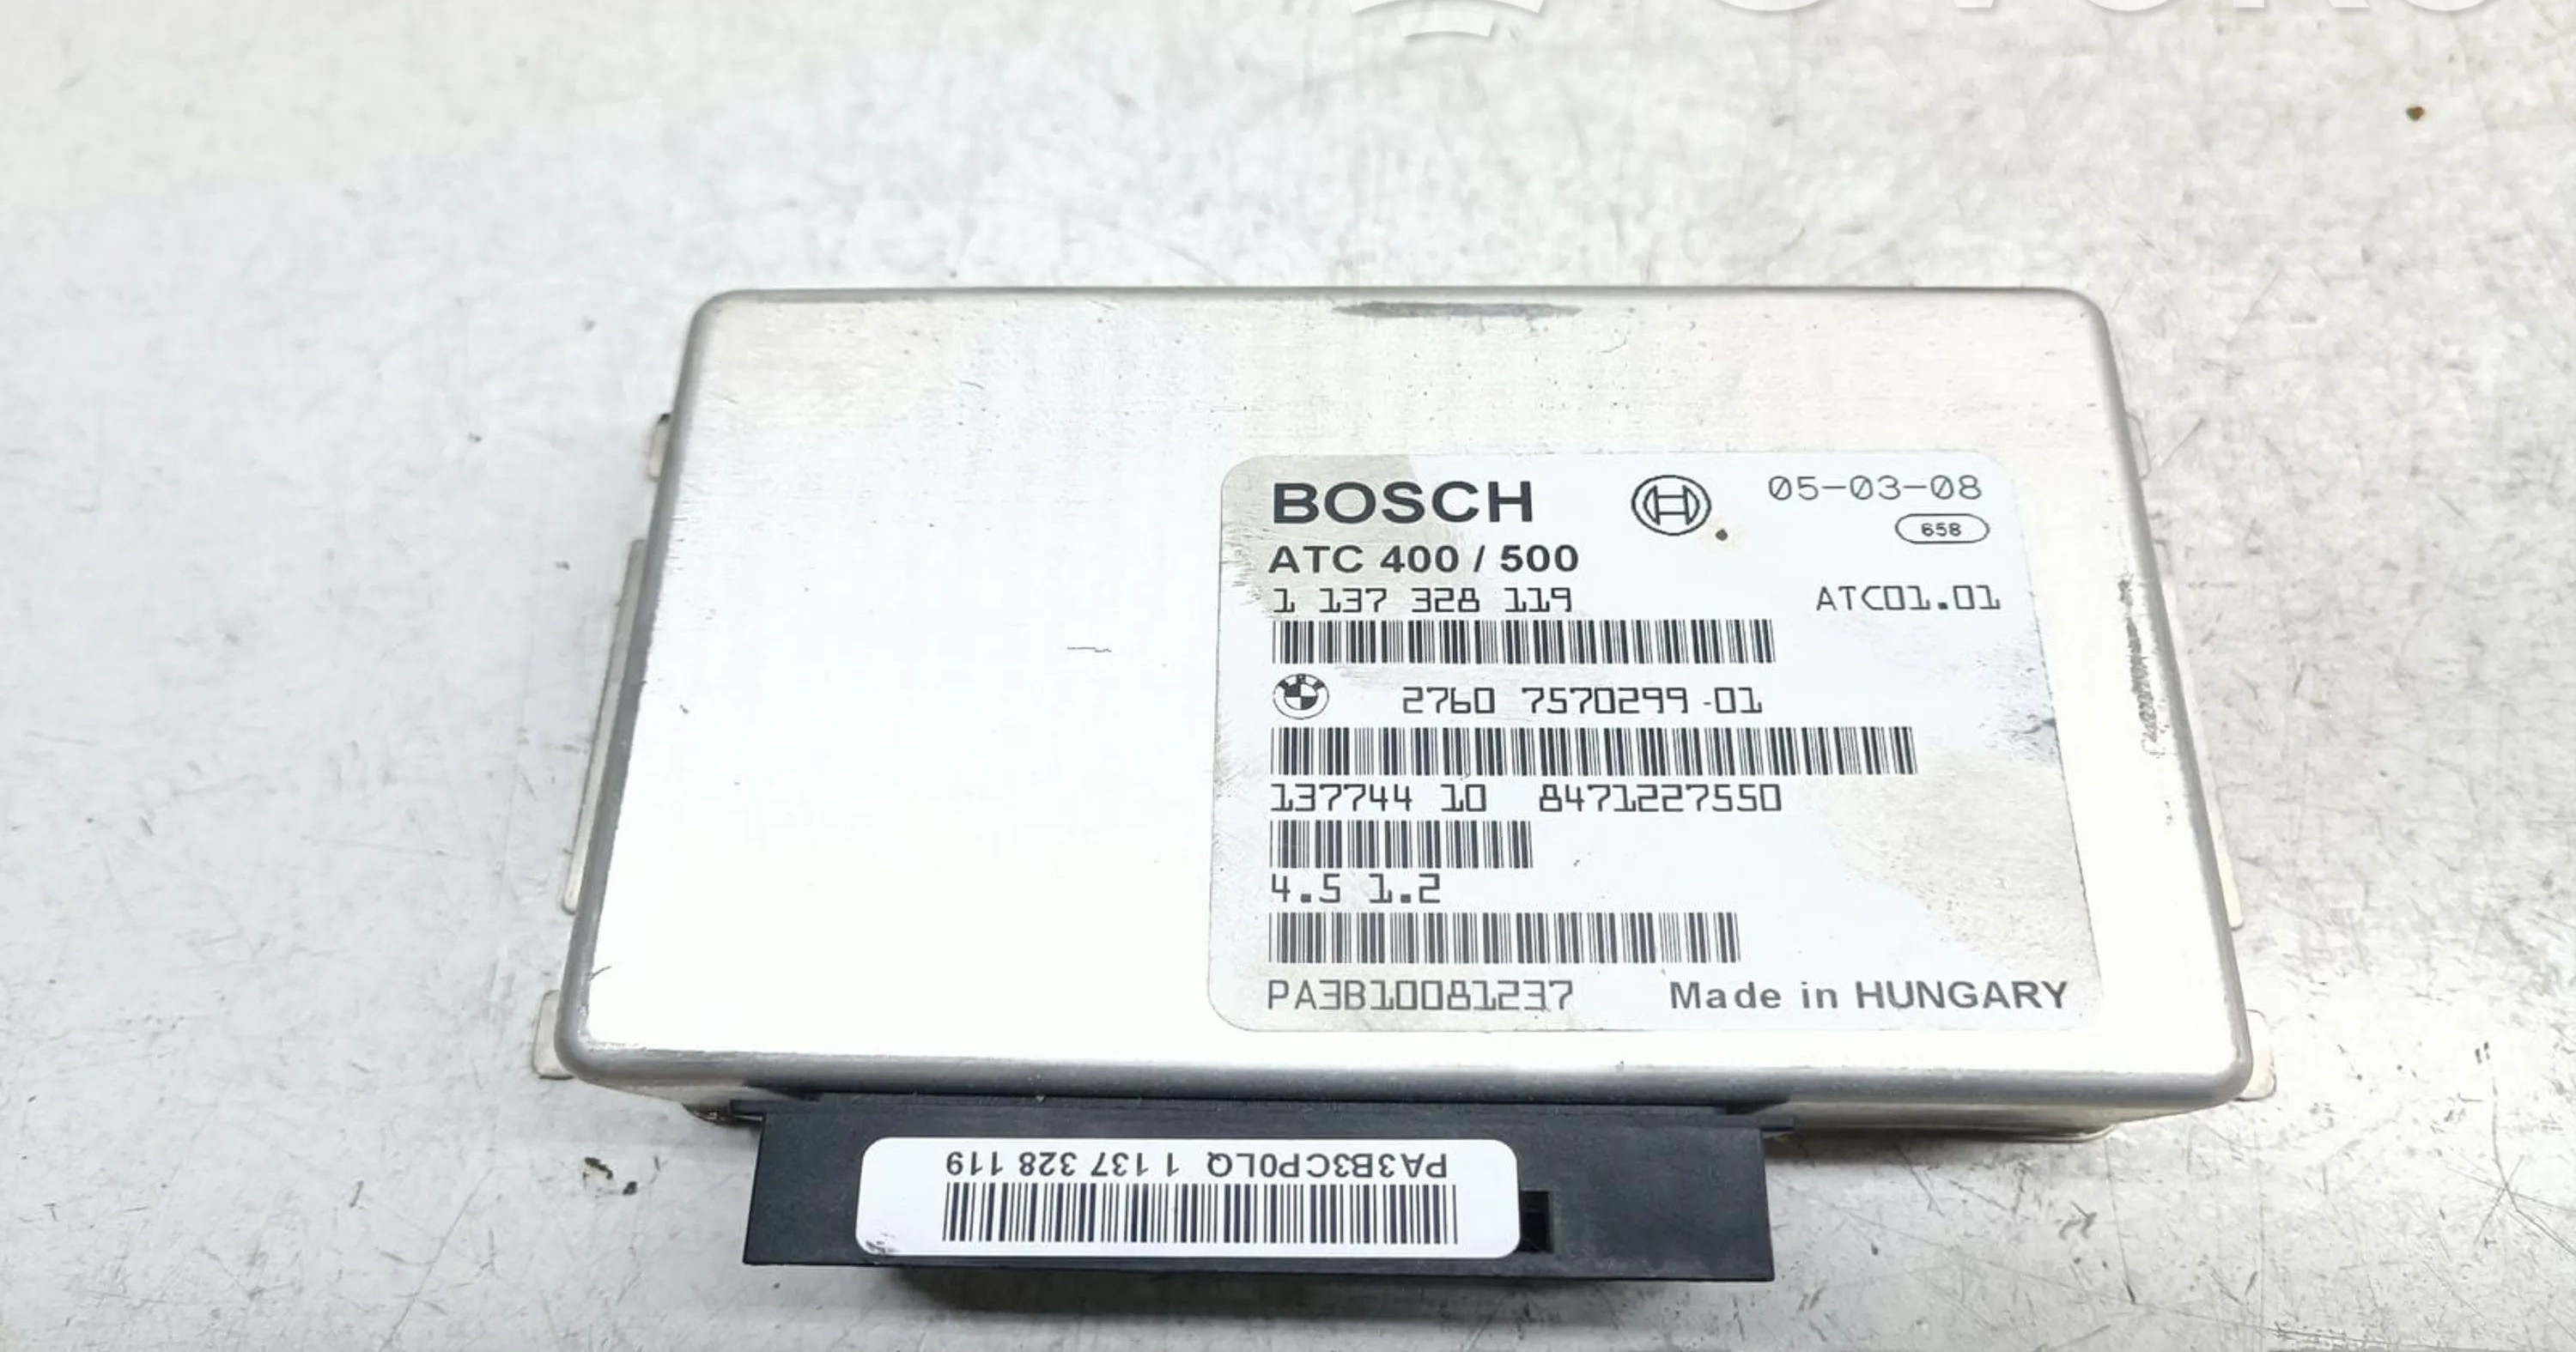 BOSCH 05-03-08
658
ATC 400 / 500
1 137 328 119 ATC01.01
BMW 2760 7570299-01
137744 10 8471227550
4.5 1.2
PA3B10081237 Made in HUNGARY
PA3B3CP0LQ 1 137 328 119